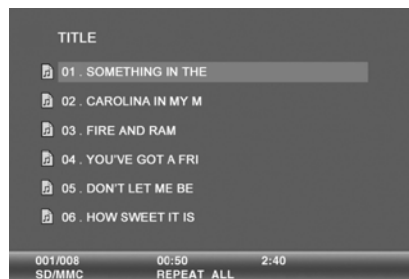 TITLE
01 . SOMETHING IN THE
02 . CAROLINA IN MY M
03 . FIRE AND RAM
04 . YOU'VE GOT A FRI
05 . DON'T LET ME BE
06 . HOW SWEET IT IS
001/008 00:50 2:40
SD/MMC REPEAT ALL